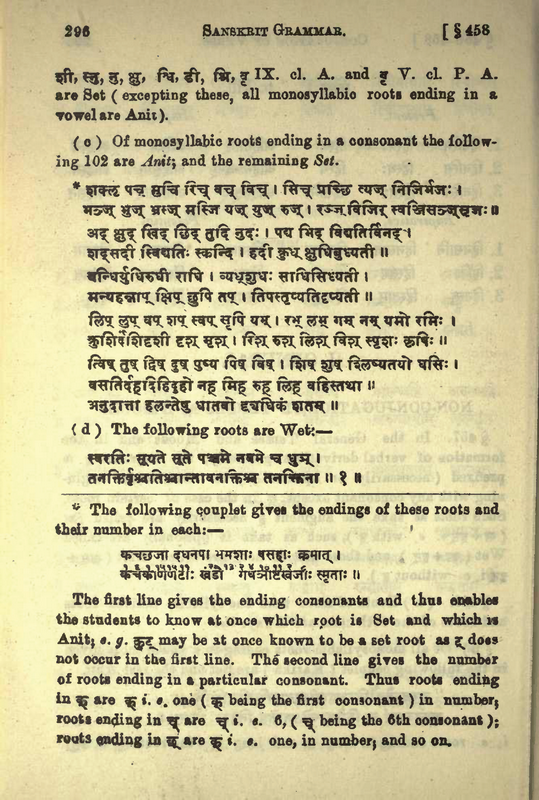 296 SANSKRIT GRAMMAR. [ § 458
शी, स्नु, नु, क्षु, श्वि, डी, श्रि, वृ IX. cl. A. and वृ V. cl. P. A.
are Set ( excepting these, all monosyllabic roots ending in a
vowel are Aniṭ).
( c ) Of monosyllabic roots ending in a consonant the follow-
ing 102 are Anit; and the remaining Set.
* शक्लृ पच् मुचि रिच् वच् विच् । सिच् प्रच्छि त्यज् निजिर्भजः ।
भञ्ज् भुज् भ्रस्ज् मस्जि यज् युज् रुज् । रञ्ज् विजिर् स्वञ्जिसञ्ज्सृजः ॥
अद् क्षुद् खिद् छिद् तुदि नुदः । पद्य भिद् विद्यतिर्विनद् ।
शद्सदी स्विद्यतिः स्कन्दि । हदी क्रुध् क्षुधिबुध्यती ॥
बन्धिर्युधिरुधी राधि । व्यध्शुधः साधिसिध्यती ।
मन्यहन्नाप् क्षिप् छुपि तप् । तिपस्तृप्यतिदृप्यती ॥
लिप् लुप् वप् शप् स्वप् सृपि यम् । रभ् लभ् गम् नम् यमो रमिः ।
क्रुशिर्दंशिदृशी दृश् मृश् । रिश् रुश् लिश् विश् स्पृशः कृषिः ॥
त्विष् तुष् द्विष् दुष् पुष्य पिष् विष् । शिष् शुष् श्लिष्यतयो घसिः ।
वसतिर्दह्दिहिदुहो नह् मिह् रुह् लिह् वहिस्तथा ॥
अनुदात्ता हलन्तेषु धातवो द्व्यधिकं शतम् ॥
( d ) The following roots are Wet:—
स्वरतिः सूयते सूते पञ्चमे नवमे च धुञ् ।
तनक्तिर्वृश्चतिश्चान्तावनक्तिश्च तनक्तिना ॥ १ ॥
* The following couplet gives the endings of these roots and
their number in each:—
कचछजा दधनपा भमशाः षसहाः क्रमात् ।
The first line gives the ending consonants and thus enables
the students to know at once which root is Set and which is
Anit; e. g. कुट् may be at once known to be a set root as ट् does
not occur in the first line. The second line gives the number
of roots ending in a particular consonant. Thus roots ending
in क् are क् i. e. one ( क् being the first consonant ) in number;
roots ending in च् are च् i. e. 6, ( च् being the 6th consonant );
roots ending in छ् are क् i. e. one, in number; and so on.